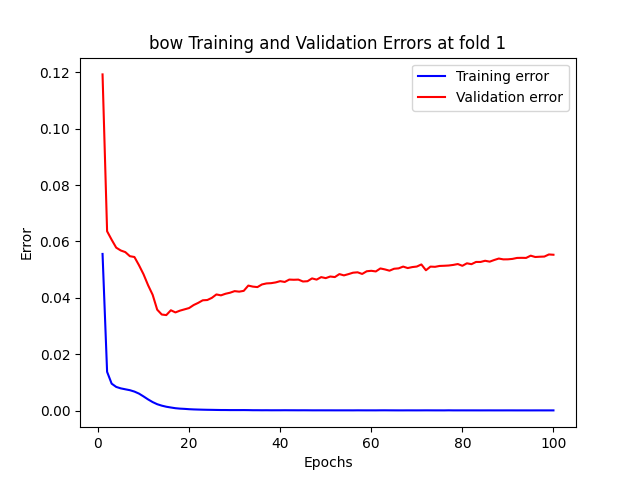 bow Training and Validation Errors at fold 1
Training error
Validation error
0.12
0.10
0.08
0.06
0.04
0.02
0.00
Error
0 20 40 60 80 100
Epochs